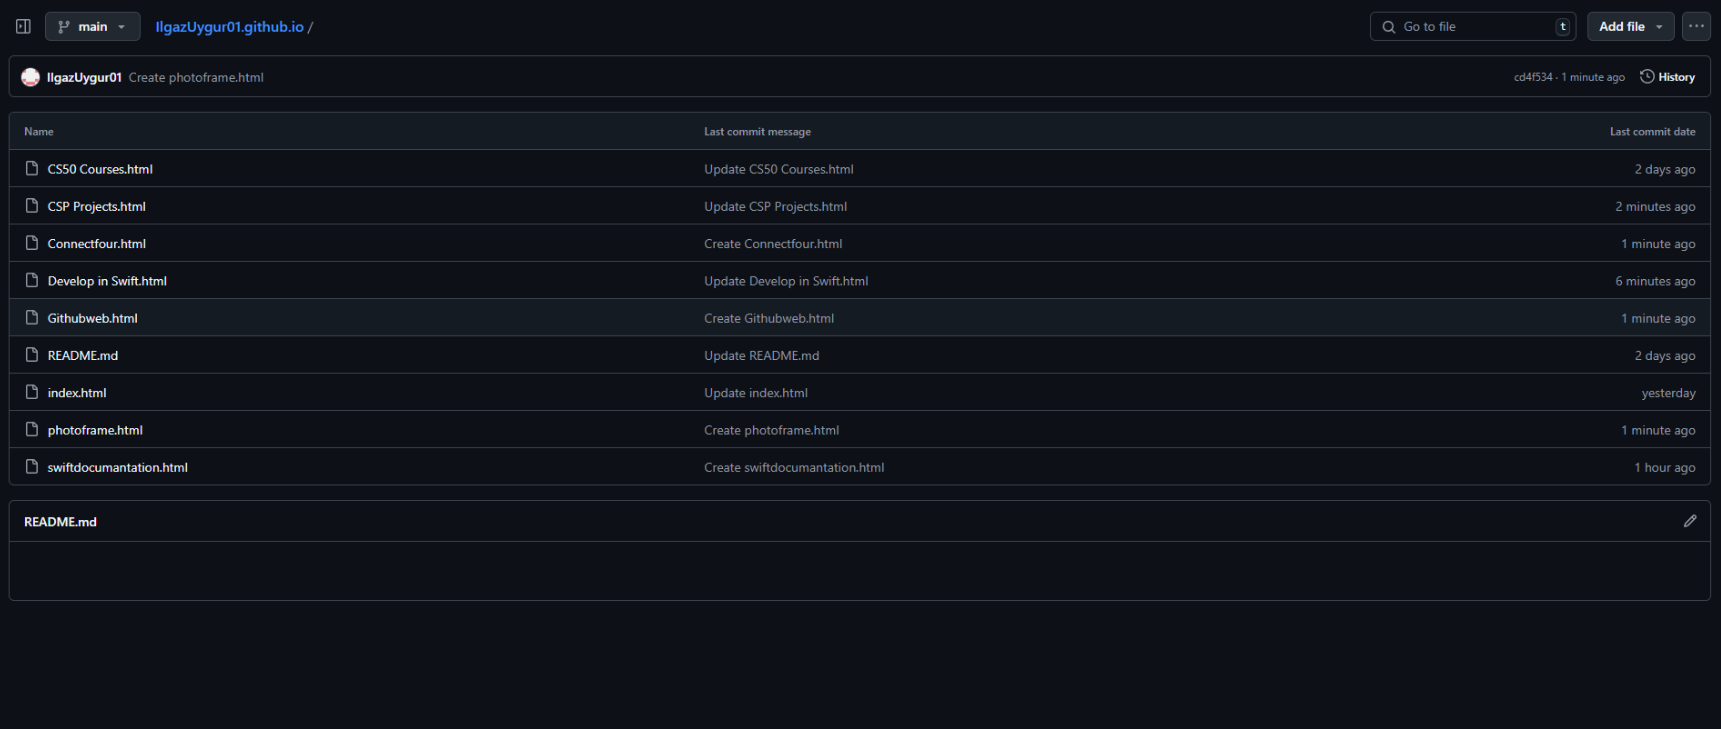 main IlgazUygur01.github.io / Go to file t Add file ...
IlgazUygur01 Create photoframe.html cd4f534 · 1 minute ago History
Name Last commit message Last commit date
CS50 Courses.html Update CS50 Courses.html 2 days ago
CSP Projects.html Update CSP Projects.html 2 minutes ago
Connectfour.html Create Connectfour.html 1 minute ago
Develop in Swift.html Update Develop in Swift.html 6 minutes ago
Githubweb.html Create Githubweb.html 1 minute ago
README.md Update README.md 2 days ago
index.html Update index.html yesterday
photoframe.html Create photoframe.html 1 minute ago
swiftdocumantation.html Create swiftdocumantation.html 1 hour ago
README.md